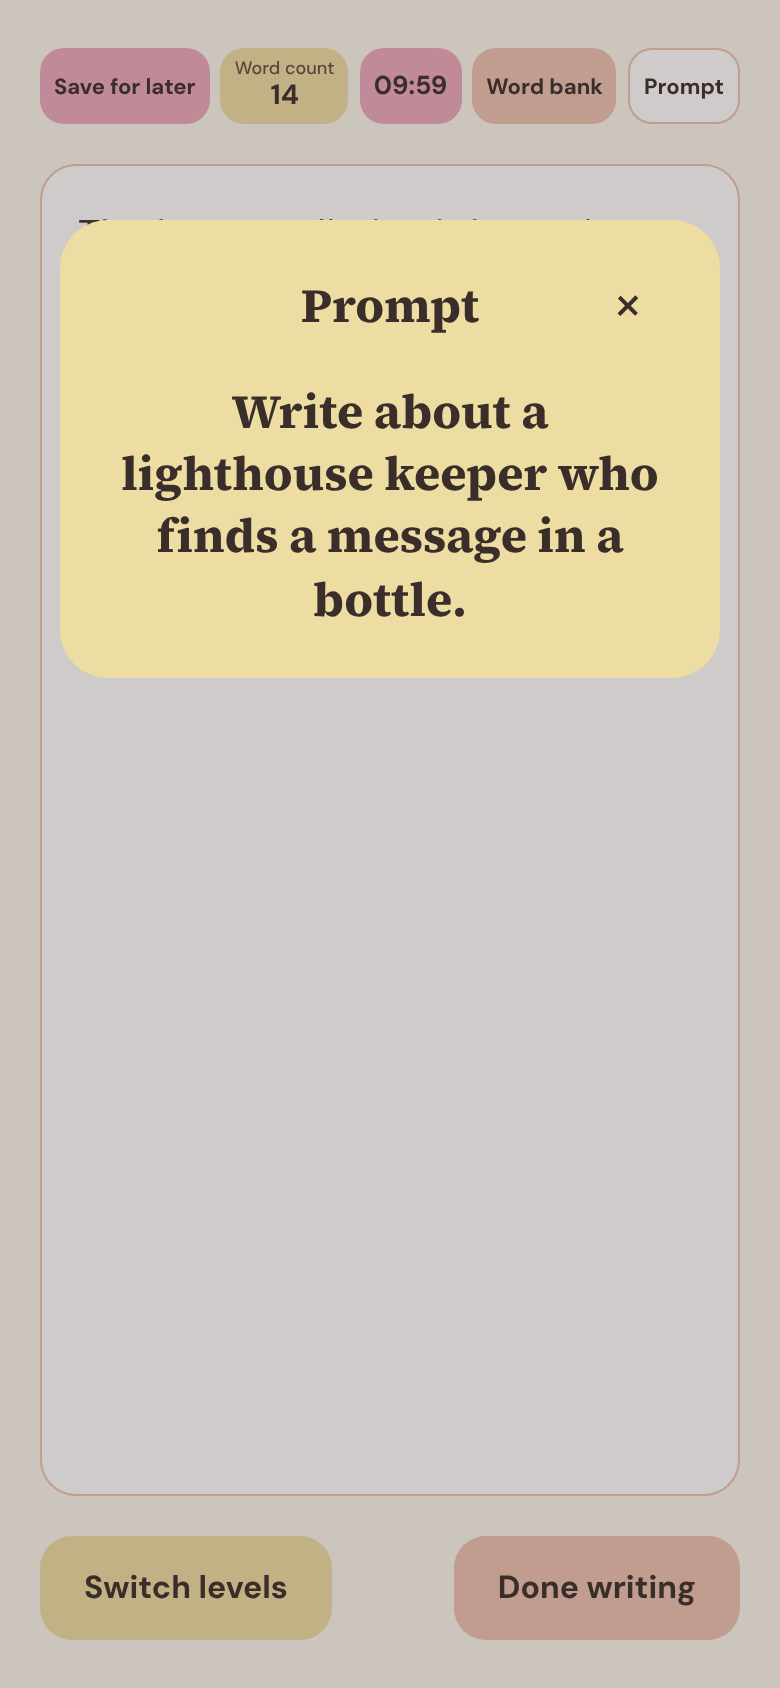 Save for later
Word count
14
09:59
Word bank
Prompt
Prompt
×
Write about a
lighthouse keeper who
finds a message in a
bottle.
Switch levels
Done writing